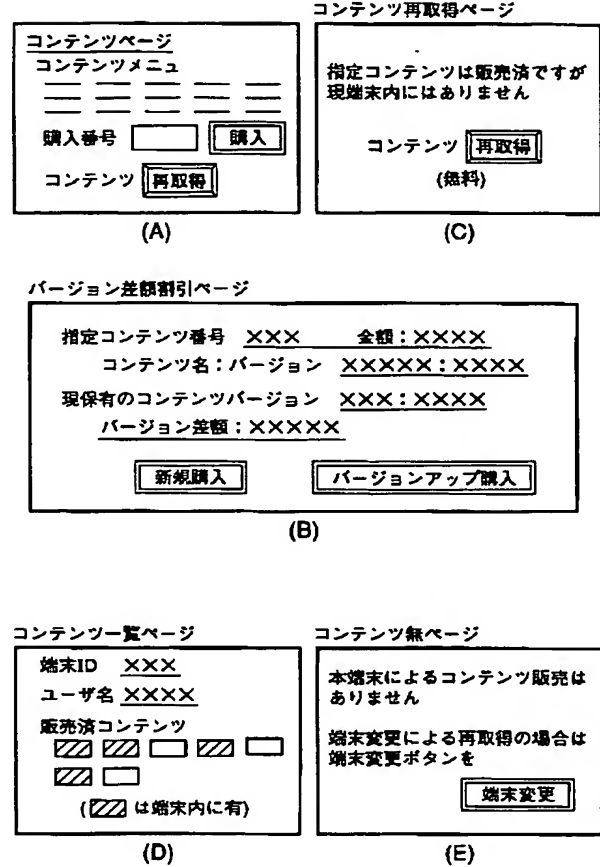 コンテンツページ
コンテンツメニュ
購入番号 購入
コンテンツ 再取得
(A)
コンテンツ再取得ページ
指定コンテンツは販売済ですが
現端末内にはありません
コンテンツ 再取得
(無料)
(C)
バージョン差額割引ページ
指定コンテンツ番号 ××× 金額：××××
コンテンツ名：バージョン ×××××：××××
現保有のコンテンツバージョン ×××：××××
バージョン差額：×××××
新規購入 バージョンアップ購入
(B)
コンテンツ一覧ページ
端末ID ×××
ユーザ名 ××××
販売済コンテンツ
( は端末内に有)
(D)
コンテンツ無ページ
本端末によるコンテンツ販売は
ありません
端末変更による再取得の場合は
端末変更ボタンを
端末変更
(E)